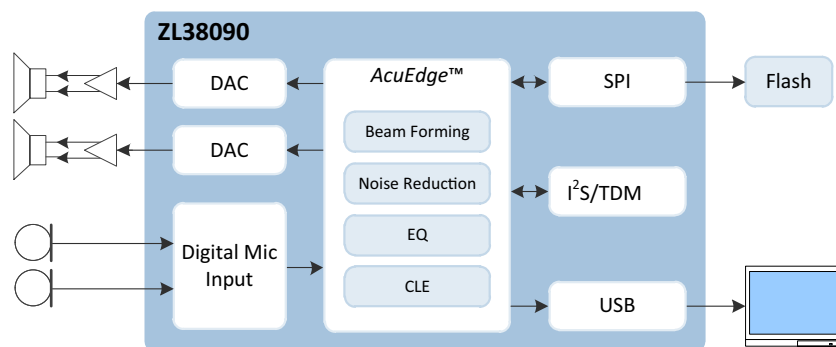 ZL38090
DAC
AcuEdge™
SPI
Flash
Beam Forming
DAC
Noise Reduction
I²S/TDM
Digital Mic
Input
EQ
CLE
USB